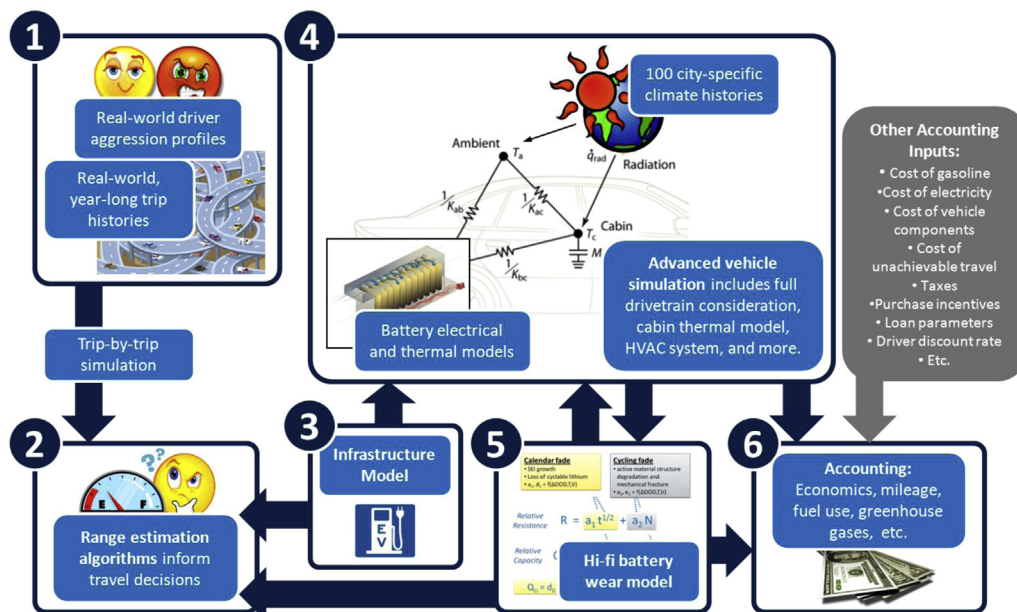 1
Real-world driver
aggression profiles
Real-world,
year-long trip
histories
Trip-by-trip
simulation
4
100 city-specific
climate histories
Ambient
Ta
q̇rad
Radiation
1/Kab
1/Kac
Cabin
Tc
M
1/Kbc
Battery electrical
and thermal models
Advanced vehicle
simulation includes full
drivetrain consideration,
cabin thermal model,
HVAC system, and more.
Other Accounting
Inputs:
• Cost of gasoline
•Cost of electricity
• Cost of vehicle
components
• Cost of
unachievable travel
• Taxes
•Purchase incentives
• Loan parameters
• Driver discount rate
• Etc.
2
??
E F
Range estimation
algorithms inform
travel decisions
3
Infrastructure
Model
EV
5
Calendar fade
• SEI growth
• Loss of cyclable lithium
• a₁, d₁ = f(ΔDOD,T,V)
Cycling fade
• active material structure
degradation and
mechanical fracture
Relative
Resistance
R = a₁ t^1/2 + a₂ N
Relative
Capacity
Hi-fi battery
wear model
6
Accounting:
Economics, mileage,
fuel use, greenhouse
gases, etc.